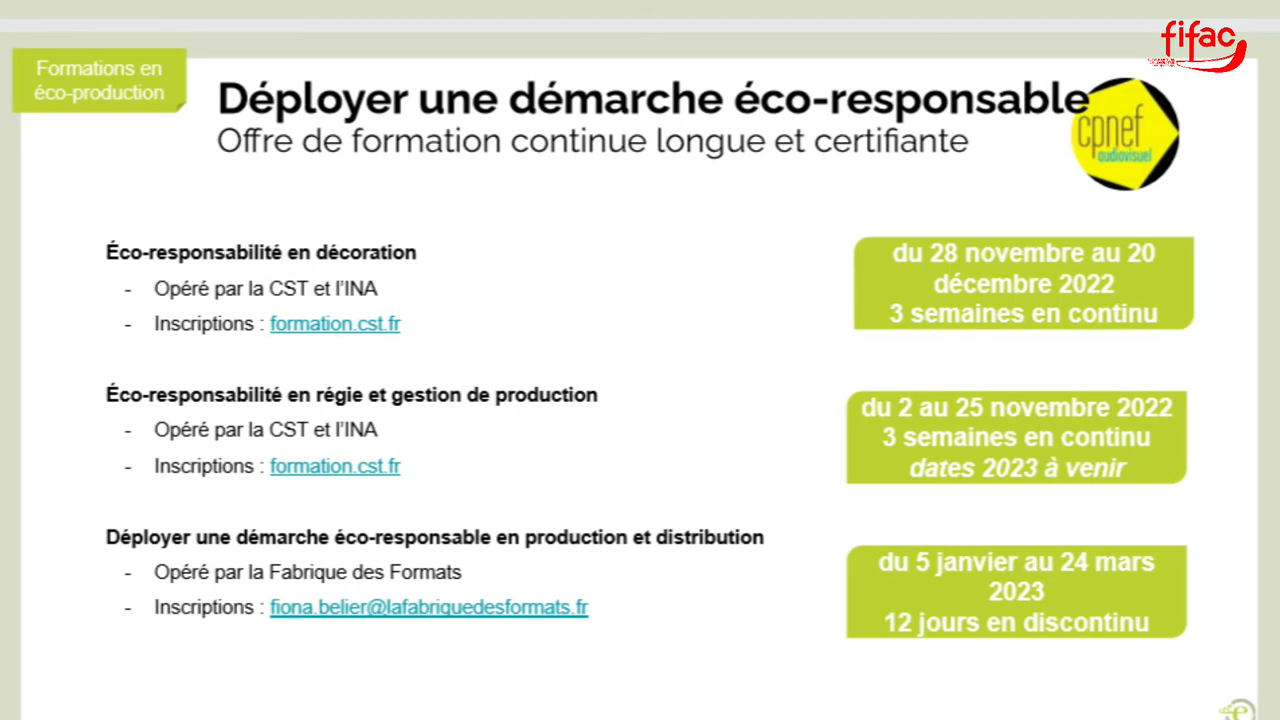 fifac
Formations en
éco-production
Déployer une démarche éco-responsable
Offre de formation continue longue et certifiante
cpnef
audiovisuel
Éco-responsabilité en décoration
- Opéré par la CST et l'INA
- Inscriptions : formation.cst.fr
du 28 novembre au 20
décembre 2022
3 semaines en continu
Éco-responsabilité en régie et gestion de production
- Opéré par la CST et l'INA
- Inscriptions : formation.cst.fr
du 2 au 25 novembre 2022
3 semaines en continu
dates 2023 à venir
Déployer une démarche éco-responsable en production et distribution
- Opéré par la Fabrique des Formats
- Inscriptions : fiona.belier@lafabriquedesformats.fr
du 5 janvier au 24 mars
2023
12 jours en discontinu